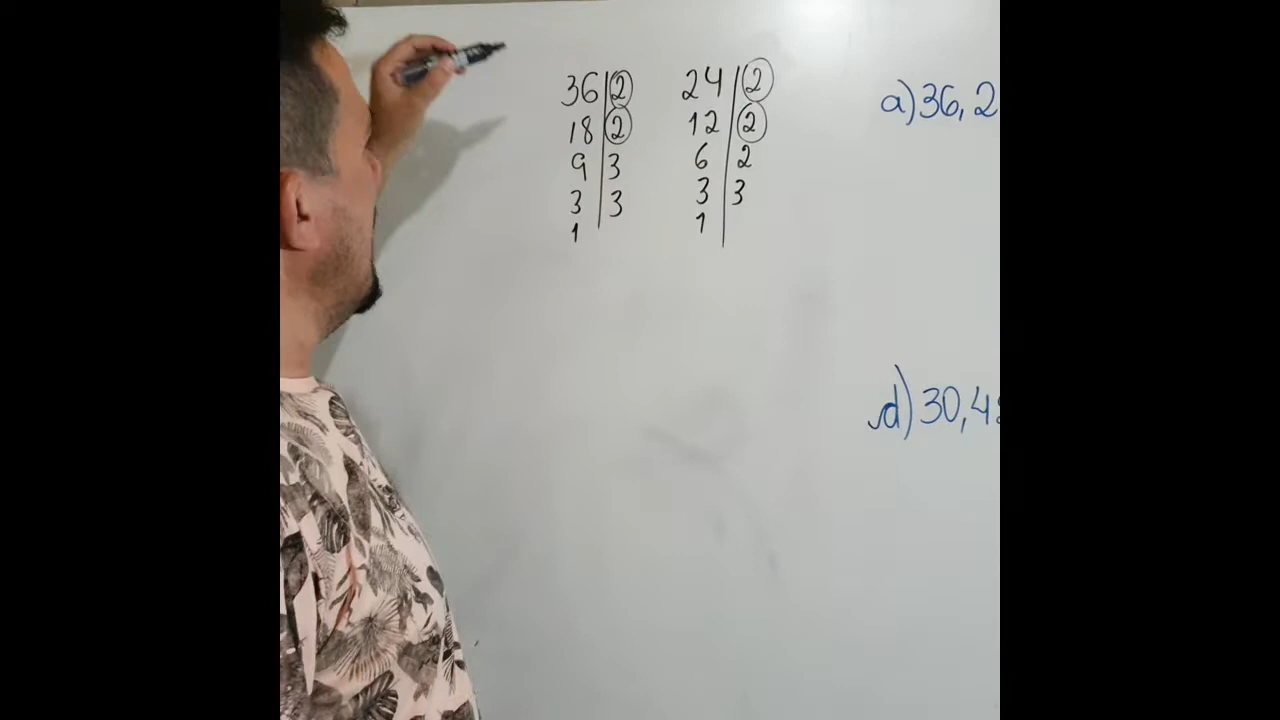 36 | 2
18 | 2
9 | 3
3 | 3
1 |
24 | 2
12 | 2
6 | 2
3 | 3
1 |
a) 36, 2
d) 30, 4